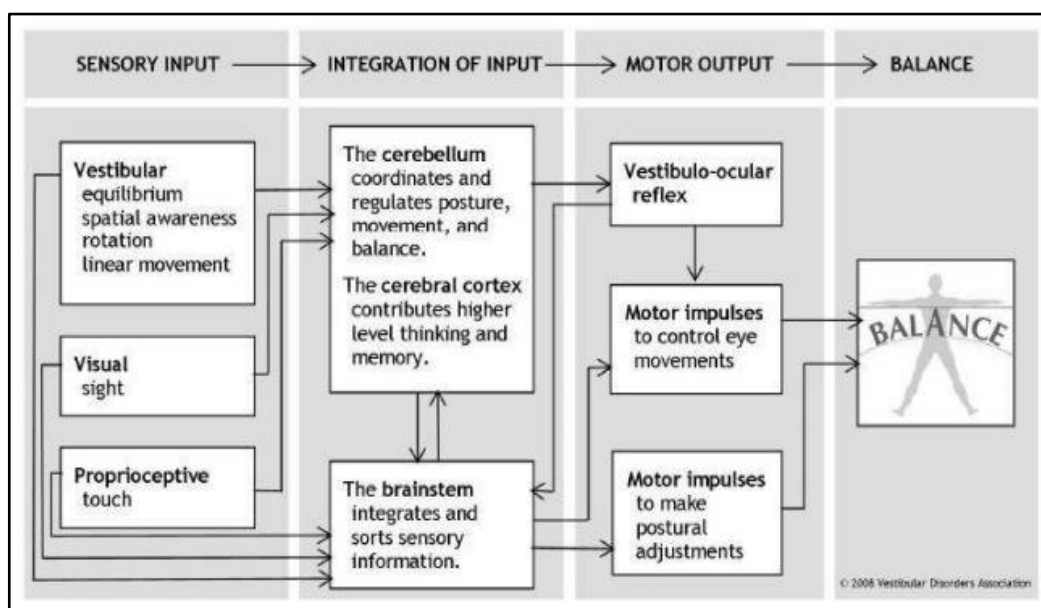 SENSORY INPUT
INTEGRATION OF INPUT
MOTOR OUTPUT
BALANCE
Vestibular
equilibrium
spatial awareness
rotation
linear movement
Visual
sight
Proprioceptive
touch
The cerebellum
coordinates and
regulates posture,
movement, and
balance.
The cerebral cortex
contributes higher
level thinking and
memory.
The brainstem
integrates and
sorts sensory
information.
Vestibulo-ocular
reflex
Motor impulses
to control eye
movements
Motor impulses
to make
postural
adjustments
BALANCE
© 2008 Vestibular Disorders Association